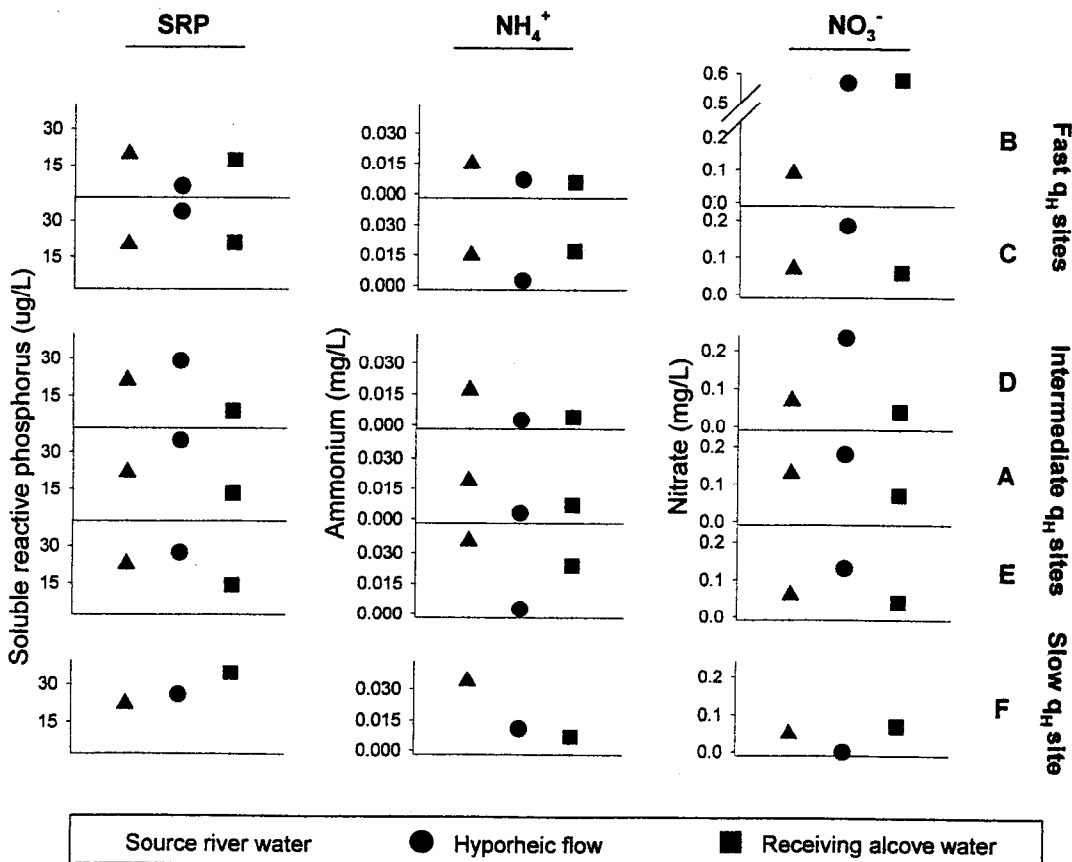 SRP
NH₄⁺
NO₃⁻
Soluble reactive phosphorus (ug/L)
30
15
30
15
30
15
30
15
30
15
30
15
Ammonium (mg/L)
0.030
0.015
0.000
0.030
0.015
0.000
0.030
0.015
0.000
0.030
0.015
0.000
0.030
0.015
0.000
0.030
0.015
0.000
Nitrate (mg/L)
0.6
0.5
0.2
0.1
0.0
0.2
0.1
0.0
0.2
0.1
0.0
0.2
0.1
0.0
0.2
0.1
0.0
0.2
0.1
0.0
B
C
D
A
E
F
Fast qH sites
Intermediate qH sites
Slow qH site
Source river water
Hyporheic flow
Receiving alcove water